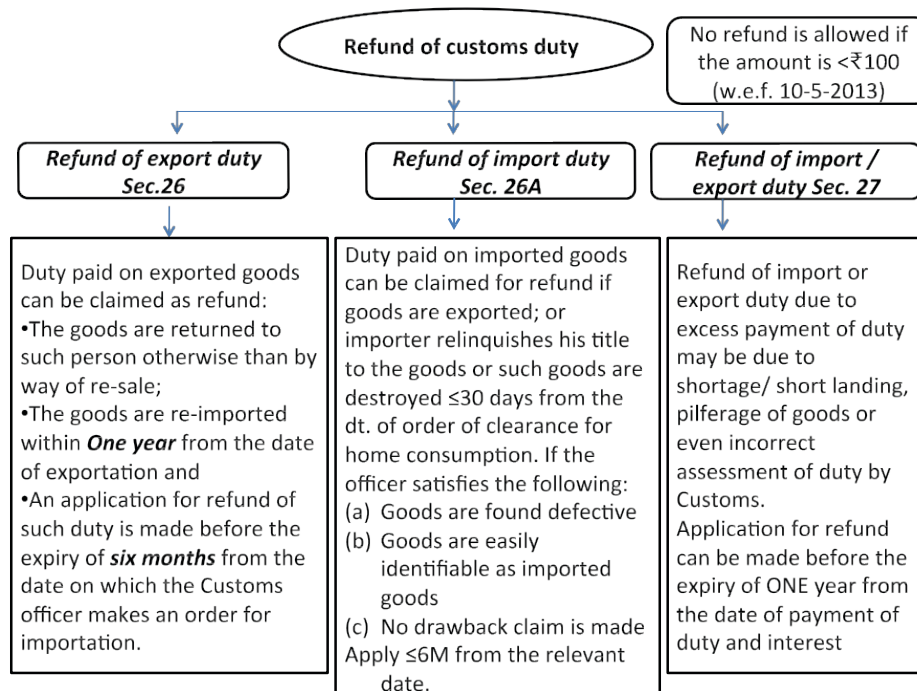 Refund of customs duty
No refund is allowed if
the amount is <₹100
(w.e.f. 10-5-2013)
Refund of export duty
Sec.26
Refund of import duty
Sec. 26A
Refund of import /
export duty Sec. 27
Duty paid on exported goods
can be claimed as refund:
•The goods are returned to
such person otherwise than by
way of re-sale;
•The goods are re-imported
within One year from the date
of exportation and
•An application for refund of
such duty is made before the
expiry of six months from the
date on which the Customs
officer makes an order for
importation.
Duty paid on imported goods
can be claimed for refund if
goods are exported; or
importer relinquishes his title
to the goods or such goods are
destroyed ≤30 days from the
dt. of order of clearance for
home consumption. If the
officer satisfies the following:
(a) Goods are found defective
(b) Goods are easily
identifiable as imported
goods
(c) No drawback claim is made
Apply ≤6M from the relevant
date.
Refund of import or
export duty due to
excess payment of duty
may be due to
shortage/ short landing,
pilferage of goods or
even incorrect
assessment of duty by
Customs.
Application for refund
can be made before the
expiry of ONE year from
the date of payment of
duty and interest